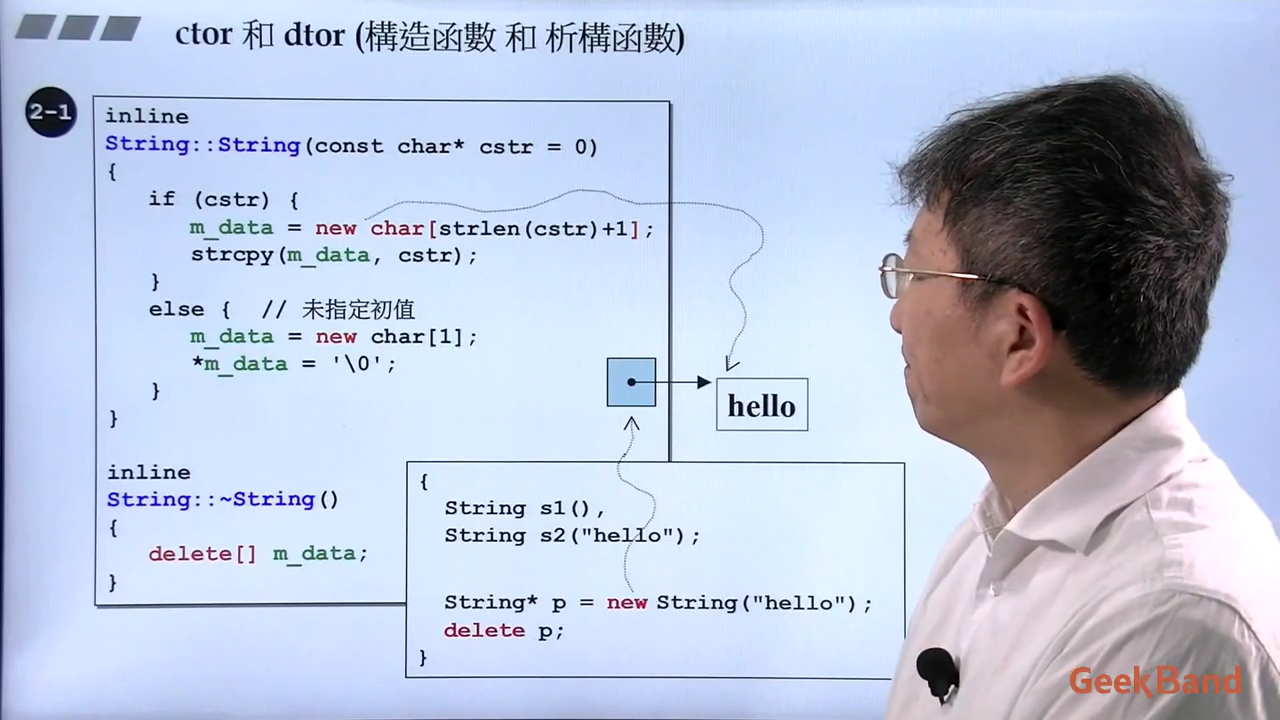 ctor 和 dtor (構造函數 和 析構函數)
2-1
inline
String::String(const char* cstr = 0)
{
if (cstr) {
m_data = new char[strlen(cstr)+1];
strcpy(m_data, cstr);
}
else { // 未指定初值
m_data = new char[1];
*m_data = '\0';
}
}
hello
inline
String::~String()
{
delete[] m_data;
}
{
String s1(),
String s2("hello");
String* p = new String("hello");
delete p;
}
GeekBand